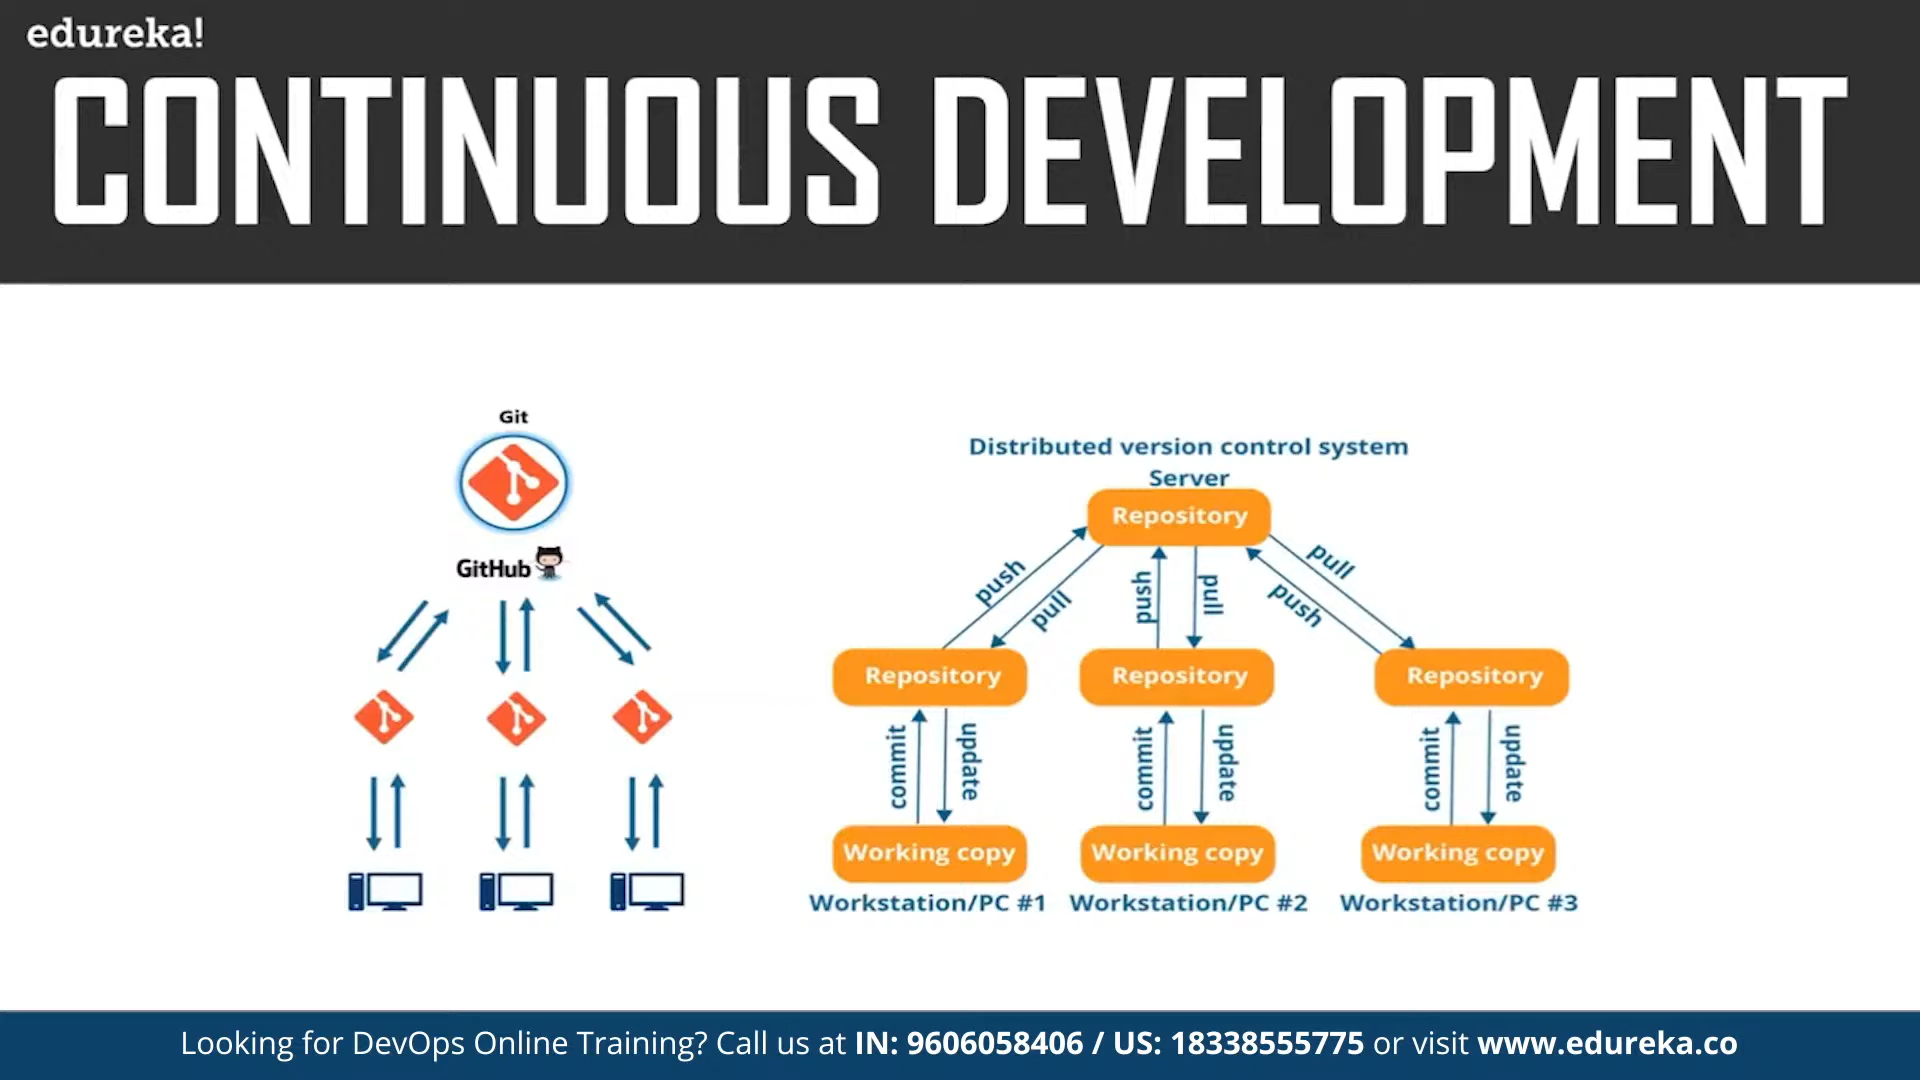 edureka!
CONTINUOUS DEVELOPMENT
Git
GitHub
Distributed version control system
Server
Repository
push
pull
push
pull
push
pull
Repository
Repository
Repository
commit
update
commit
update
commit
update
Working copy
Working copy
Working copy
Workstation/PC #1
Workstation/PC #2
Workstation/PC #3
Looking for DevOps Online Training? Call us at IN: 9606058406 / US: 18338555775 or visit www.edureka.co